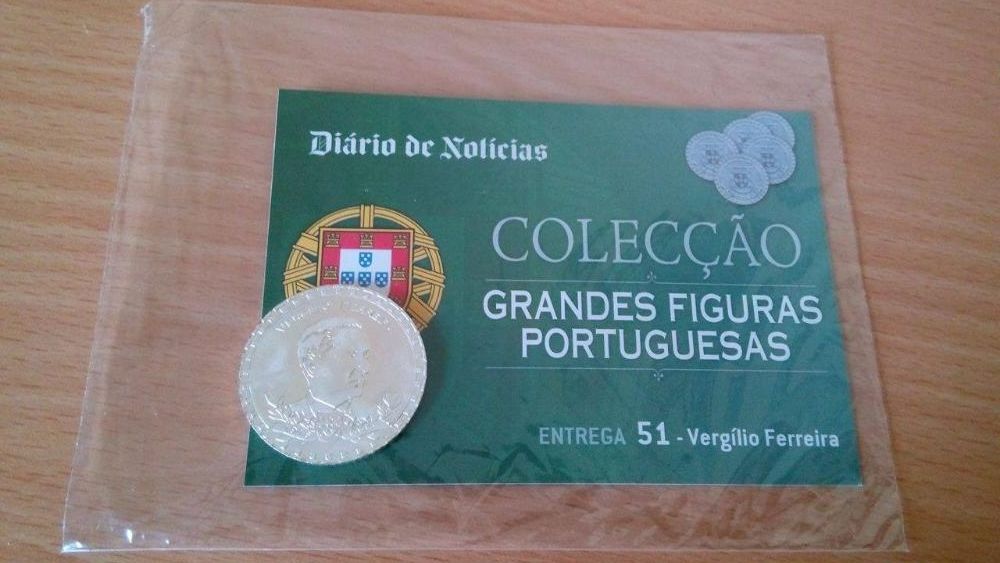 Diário de Notícias
COLECÇÃO
GRANDES FIGURAS
PORTUGUESAS
ENTREGA 51 - Vergílio Ferreira